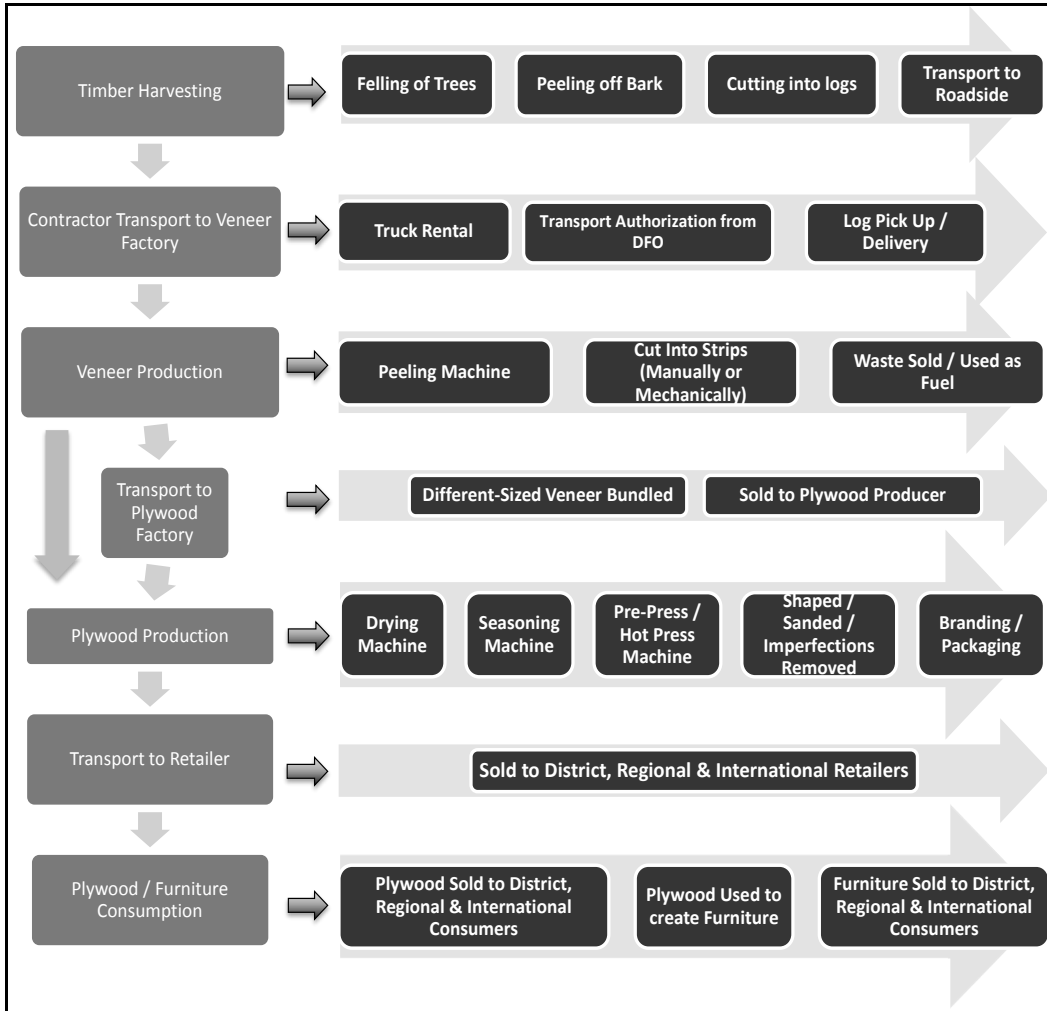 Timber Harvesting
Felling of Trees
Peeling off Bark
Cutting into logs
Transport to
Roadside
Contractor Transport to Veneer
Factory
Truck Rental
Transport Authorization from
DFO
Log Pick Up /
Delivery
Veneer Production
Peeling Machine
Cut Into Strips
(Manually or
Mechanically)
Waste Sold / Used as
Fuel
Transport to
Plywood
Factory
Different-Sized Veneer Bundled
Sold to Plywood Producer
Plywood Production
Drying
Machine
Seasoning
Machine
Pre-Press /
Hot Press
Machine
Shaped /
Sanded /
Imperfections
Removed
Branding /
Packaging
Transport to Retailer
Sold to District, Regional & International Retailers
Plywood / Furniture
Consumption
Plywood Sold to District,
Regional & International
Consumers
Plywood Used to
create Furniture
Furniture Sold to District,
Regional & International
Consumers